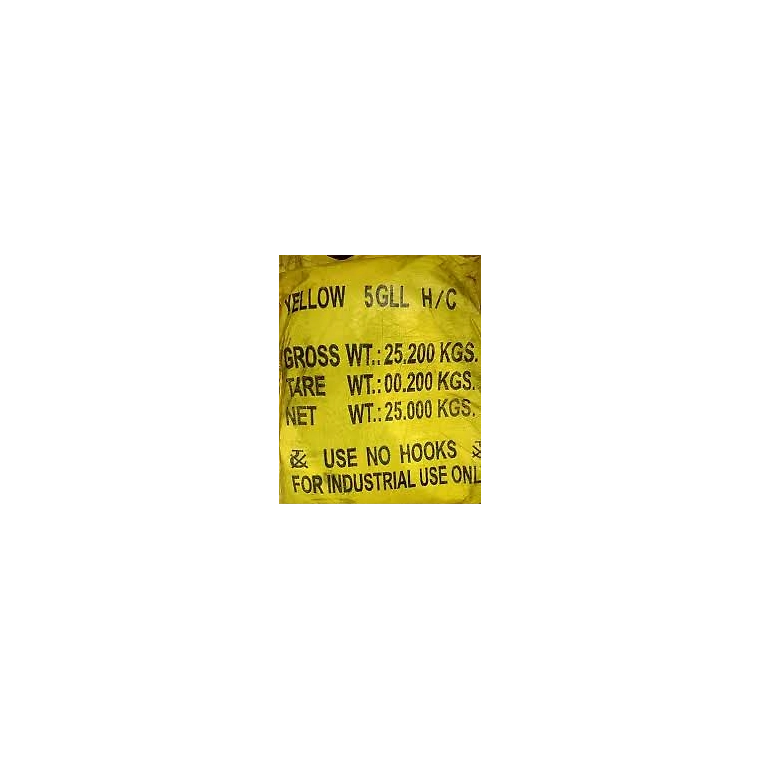 YELLOW 5GLL H/C
GROSS WT.: 25.200 KGS.
TARE WT.: 00.200 KGS.
NET WT.: 25.000 KGS.
USE NO HOOKS
FOR INDUSTRIAL USE ONL